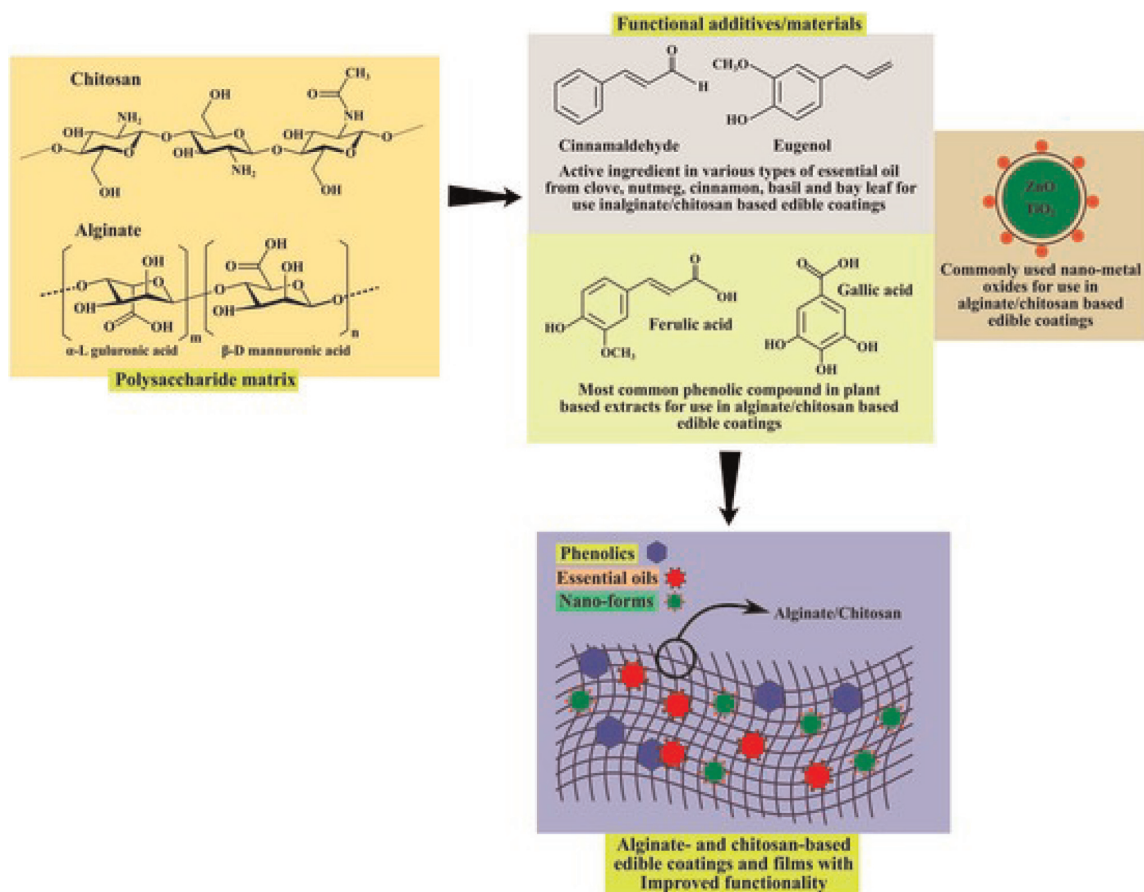 Functional additives/materials
Chitosan
CH₃
O
NH
OH
NH₂
O
HO
OH
HO
O
NH₂
O
HO
O
OH
O
OH
Alginate
O
OH
OH
O
OH
O
HO
O
OH
O
OH
O
HO
O
m
n
α-L guluronic acid
β-D mannuronic acid
Polysaccharide matrix
O
H
Cinnamaldehyde
CH₃O
HO
Eugenol
Active ingredient in various types of essential oil
from clove, nutmeg, cinnamon, basil and bay leaf for
use inalginate/chitosan based edible coatings
O
OH
HO
OCH₃
Ferulic acid
O
OH
Gallic acid
HO
OH
OH
Most common phenolic compound in plant
based extracts for use in alginate/chitosan based
edible coatings
ZnO
TiO₂
Commonly used nano-metal
oxides for use in
alginate/chitosan based
edible coatings
Phenolics
Essential oils
Nano-forms
Alginate/Chitosan
Alginate- and chitosan-based
edible coatings and films with
Improved functionality